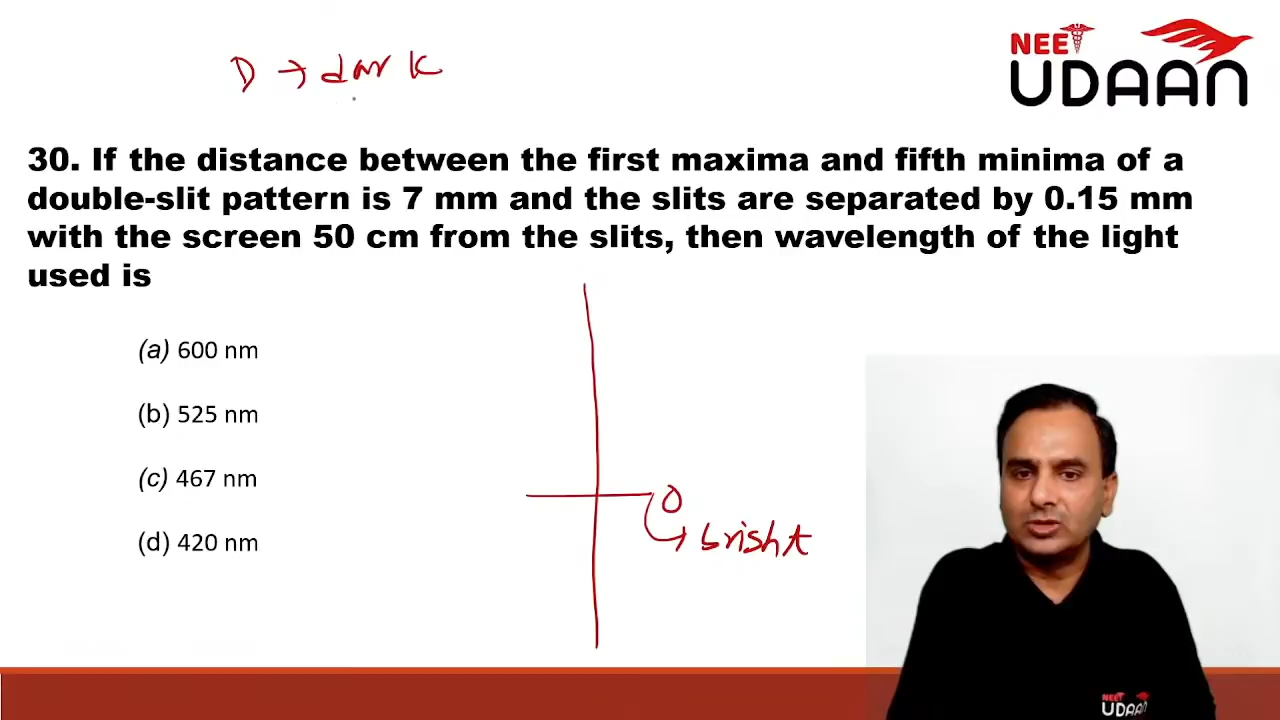 D → dark
NEET
UDAAN
30. If the distance between the first maxima and fifth minima of a
double-slit pattern is 7 mm and the slits are separated by 0.15 mm
with the screen 50 cm from the slits, then wavelength of the light
used is
(a) 600 nm
(b) 525 nm
(c) 467 nm
(d) 420 nm
O
→ bright
NEET
UDAAN